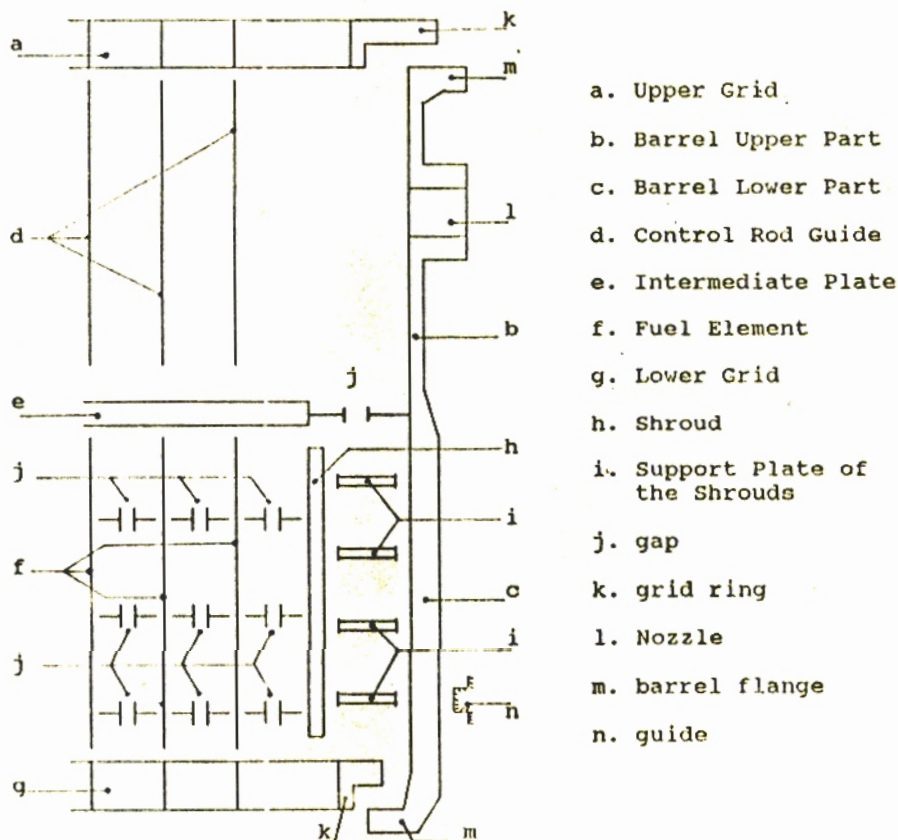 k
a
m
a. Upper Grid
b. Barrel Upper Part
c. Barrel Lower Part
l
d
d. Control Rod Guide
e. Intermediate Plate
b
f. Fuel Element
j
g. Lower Grid
e
h
h. Shroud
j
i. Support Plate of
the Shrouds
i
j. gap
f
c
k. grid ring
j
i
l. Nozzle
m. barrel flange
n
n. guide
g
k
m